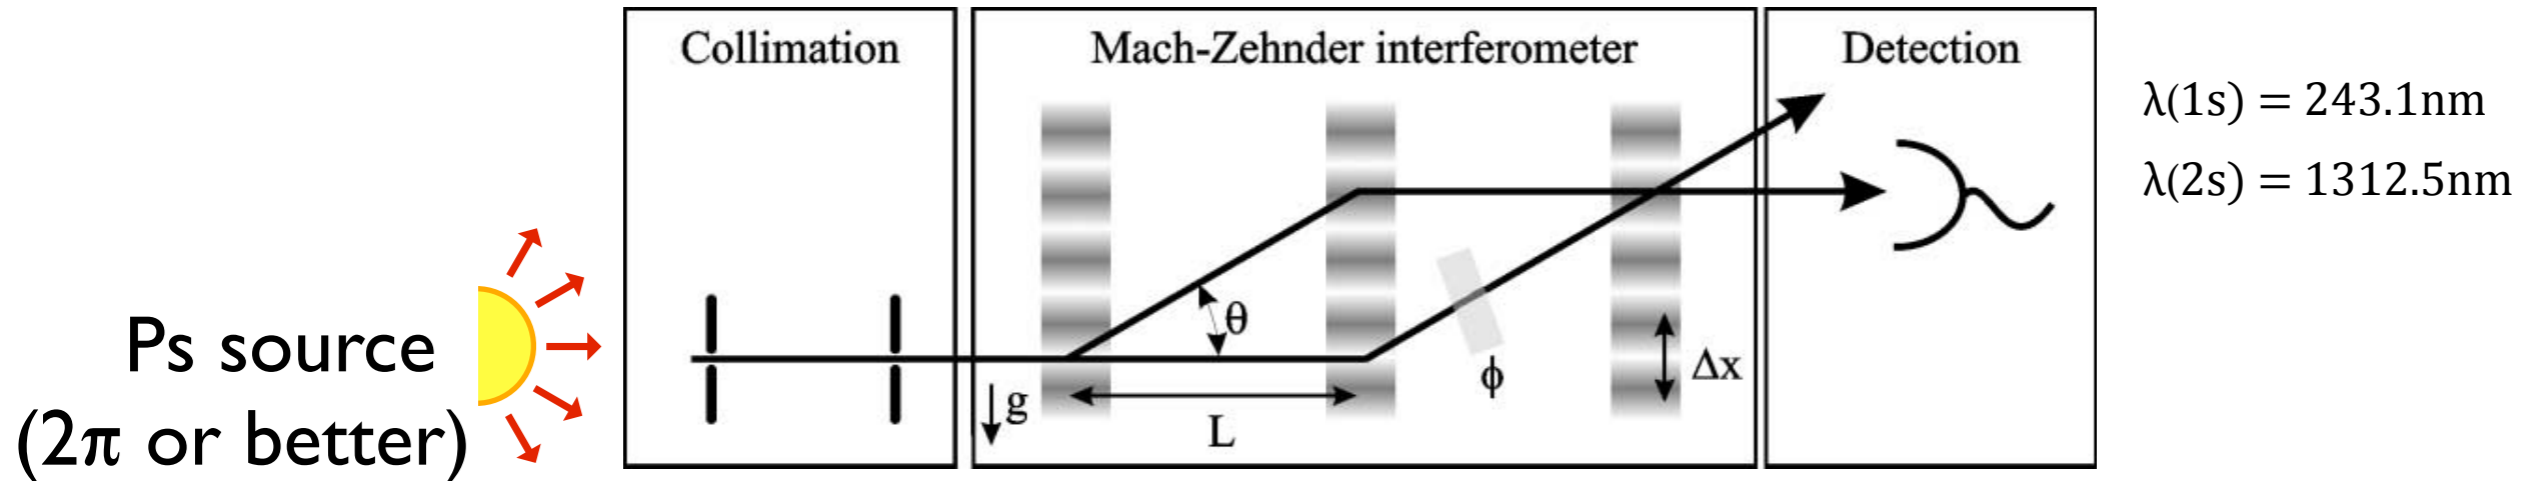 Collimation
Mach-Zehnder interferometer
Detection
λ(1s) = 243.1nm
λ(2s) = 1312.5nm
Ps source
(2π or better)
θ
g
L
ϕ
Δx